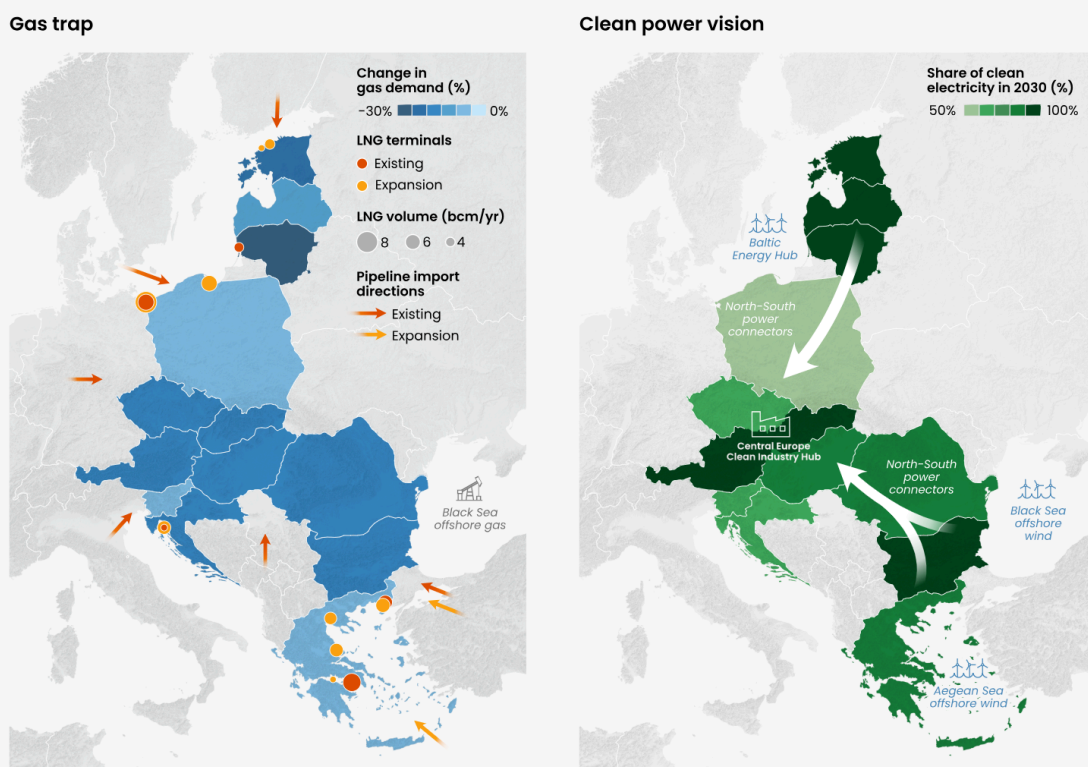 Gas trap
Change in
gas demand (%)
-30%
0%
LNG terminals
Existing
Expansion
LNG volume (bcm/yr)
8
6
4
Pipeline import
directions
Existing
Expansion
Black Sea
offshore gas
Clean power vision
Share of clean
electricity in 2030 (%)
50%
100%
Baltic
Energy Hub
North-South
power
connectors
Central Europe
Clean Industry Hub
North-South
power
connectors
Black Sea
offshore
wind
Aegean Sea
offshore wind